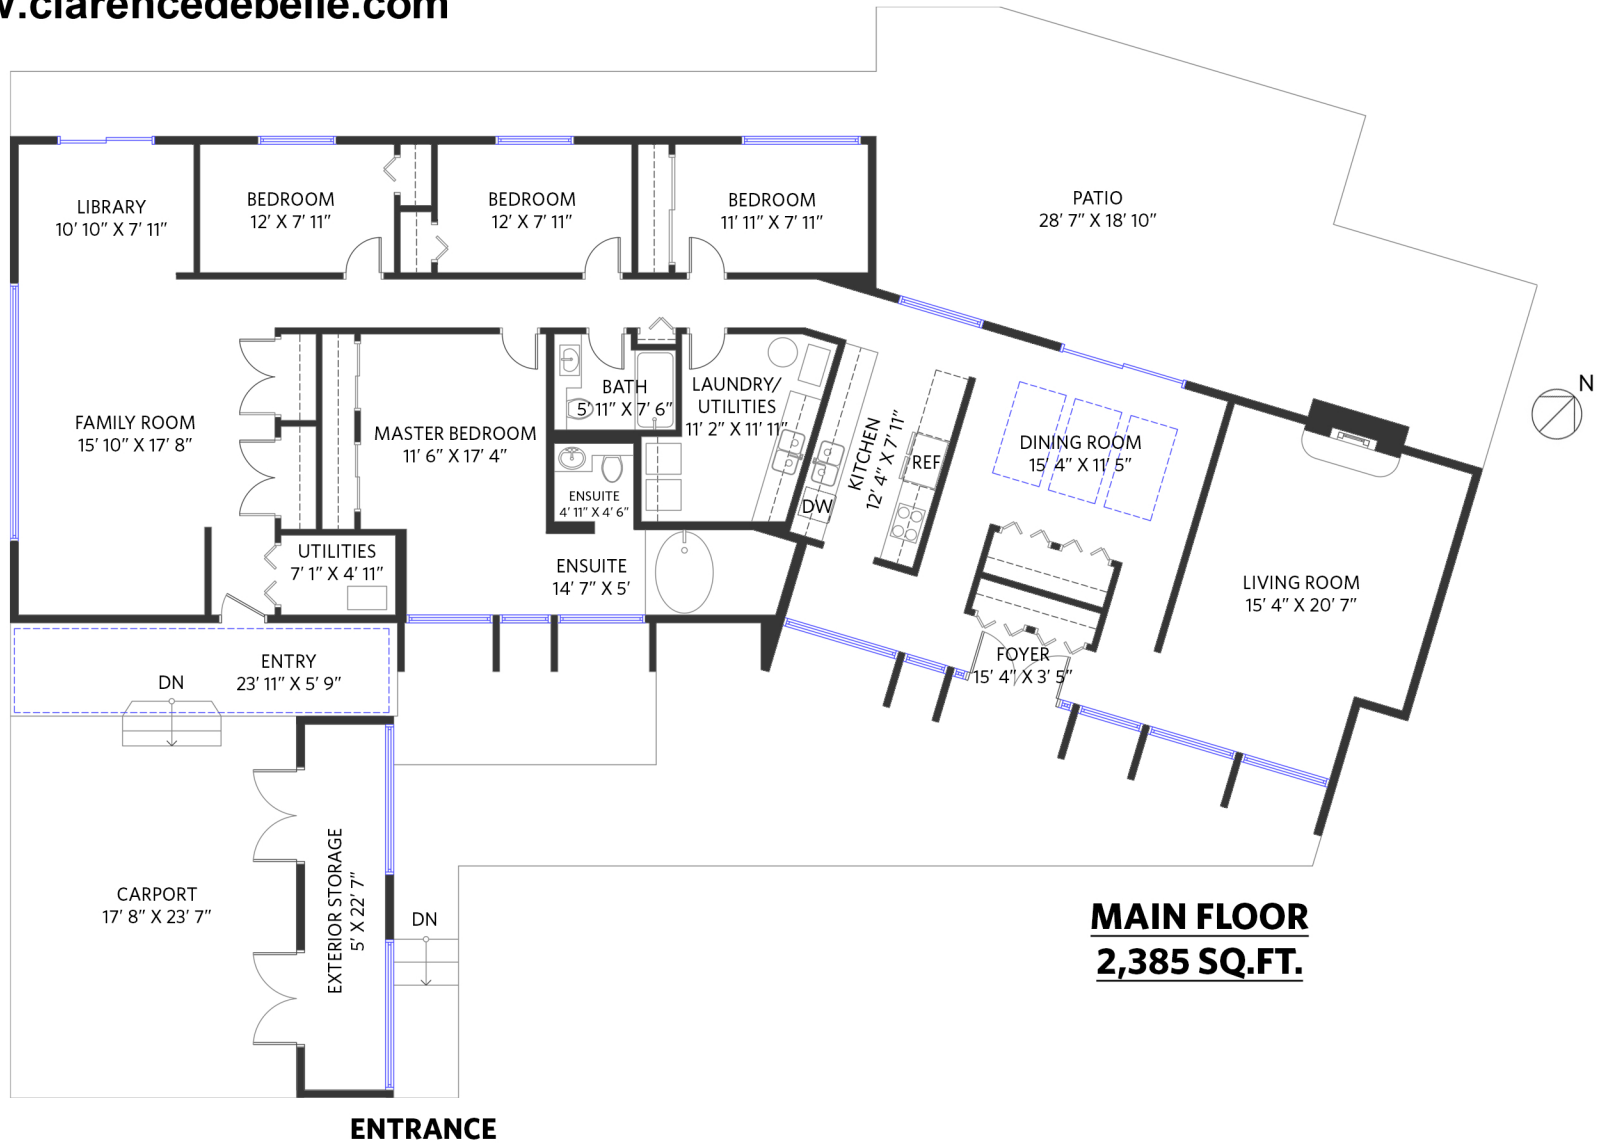 w.clarencedebelle.com
LIBRARY
10' 10" X 7' 11"
BEDROOM
12' X 7' 11"
BEDROOM
12' X 7' 11"
BEDROOM
11' 11" X 7' 11"
PATIO
28' 7" X 18' 10"
N
FAMILY ROOM
15' 10" X 17' 8"
MASTER BEDROOM
11' 6" X 17' 4"
BATH
5' 11" X 7' 6"
LAUNDRY/
UTILITIES
11' 2" X 11' 11"
KITCHEN
12' 4" X 7' 11"
REF
DW
DINING ROOM
15' 4" X 11' 5"
ENSUITE
4' 11" X 4' 6"
UTILITIES
7' 1" X 4' 11"
ENSUITE
14' 7" X 5'
LIVING ROOM
15' 4" X 20' 7"
FOYER
15' 4" X 3' 5"
ENTRY
23' 11" X 5' 9"
DN
CARPORT
17' 8" X 23' 7"
EXTERIOR STORAGE
5' X 22' 7"
DN
MAIN FLOOR
2,385 SQ.FT.
ENTRANCE